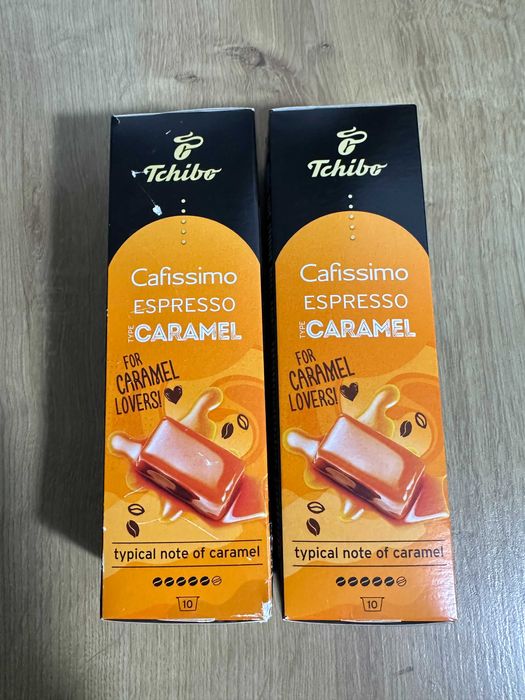 Tchibo
Cafissimo
ESPRESSO
TYPE CARAMEL
FOR
CARAMEL
LOVERS!
typical note of caramel
10
Tchibo
Cafissimo
ESPRESSO
TYPE CARAMEL
FOR
CARAMEL
LOVERS!
typical note of caramel
10